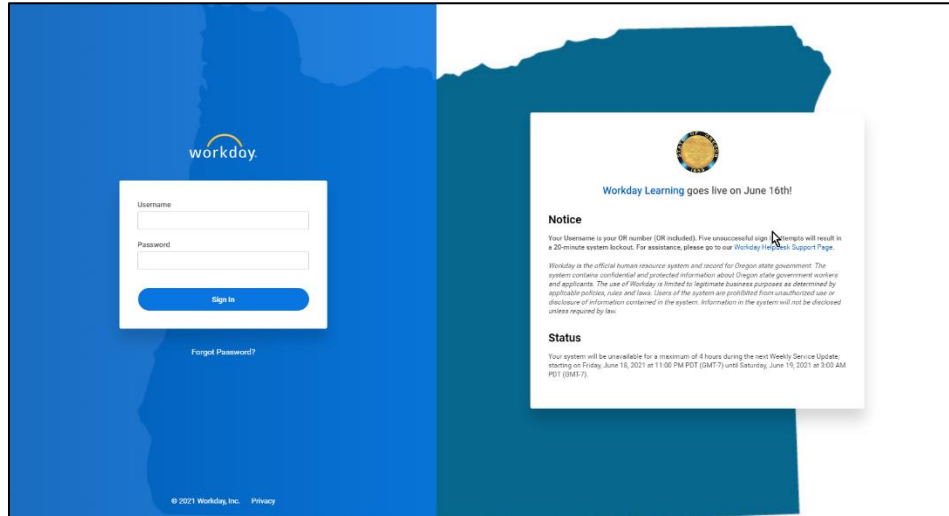 workday.
Username
Password
Sign In
Forgot Password?
© 2021 Workday, Inc. Privacy
STATE OF OREGON
1859
Workday Learning goes live on June 16th!
Notice
Your Username is your OR number (OR included). Five unsuccessful sign attempts will result in
a 20-minute system lockout. For assistance, please go to our Workday Helpdesk Support Page.
Workday is the official human resource system and record for Oregon state government. The
system contains confidential and protected information about Oregon state government workers
and applicants. The use of Workday is limited to legitimate business purposes as determined by
applicable policies, rules and laws. Users of the system are prohibited from unauthorized use or
disclosure of information contained in the system. Information in the system will not be disclosed
unless required by law.
Status
Your system will be unavailable for a maximum of 4 hours during the next Weekly Service Update;
starting on Friday, June 18, 2021 at 11:00 PM PDT (GMT-7) until Saturday, June 19, 2021 at 3:00 AM
PDT (GMT-7).